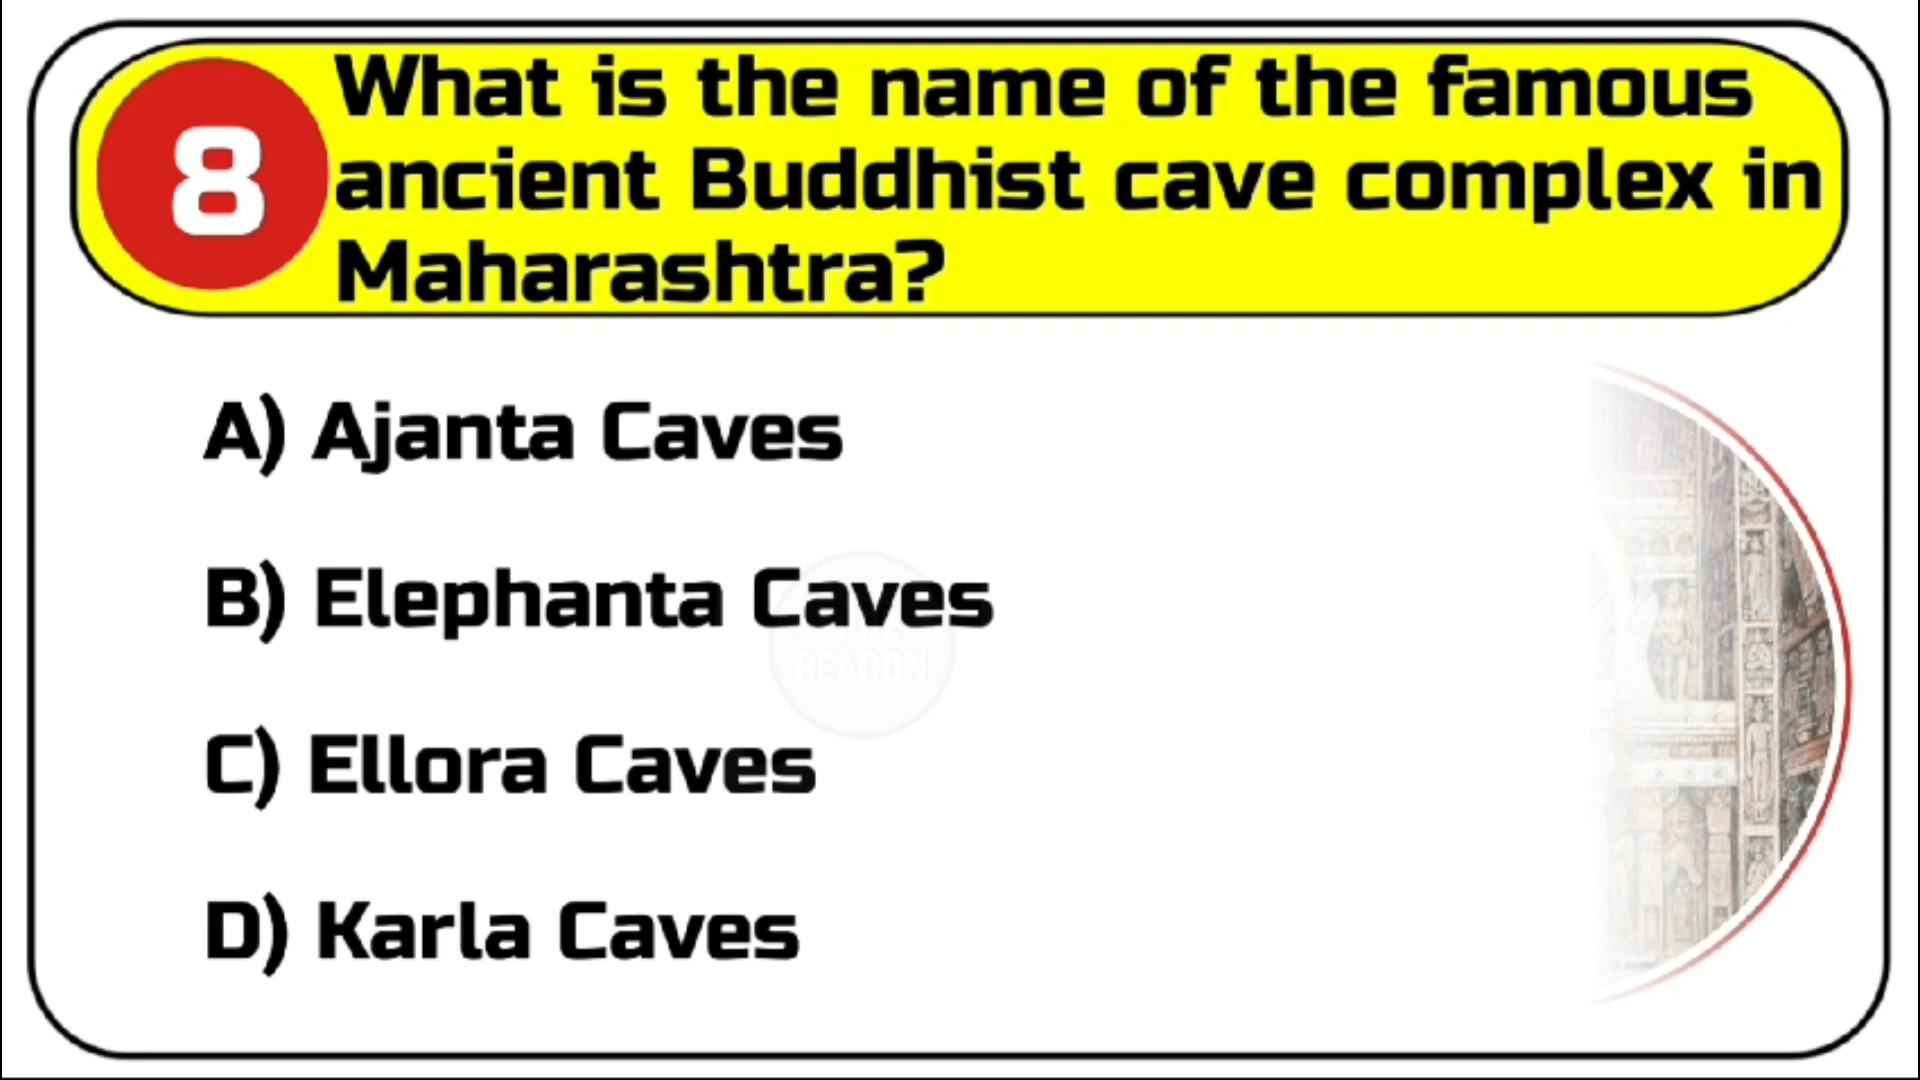 8
What is the name of the famous
ancient Buddhist cave complex in
Maharashtra?
A) Ajanta Caves
B) Elephanta Caves
BEACON
C) Ellora Caves
D) Karla Caves